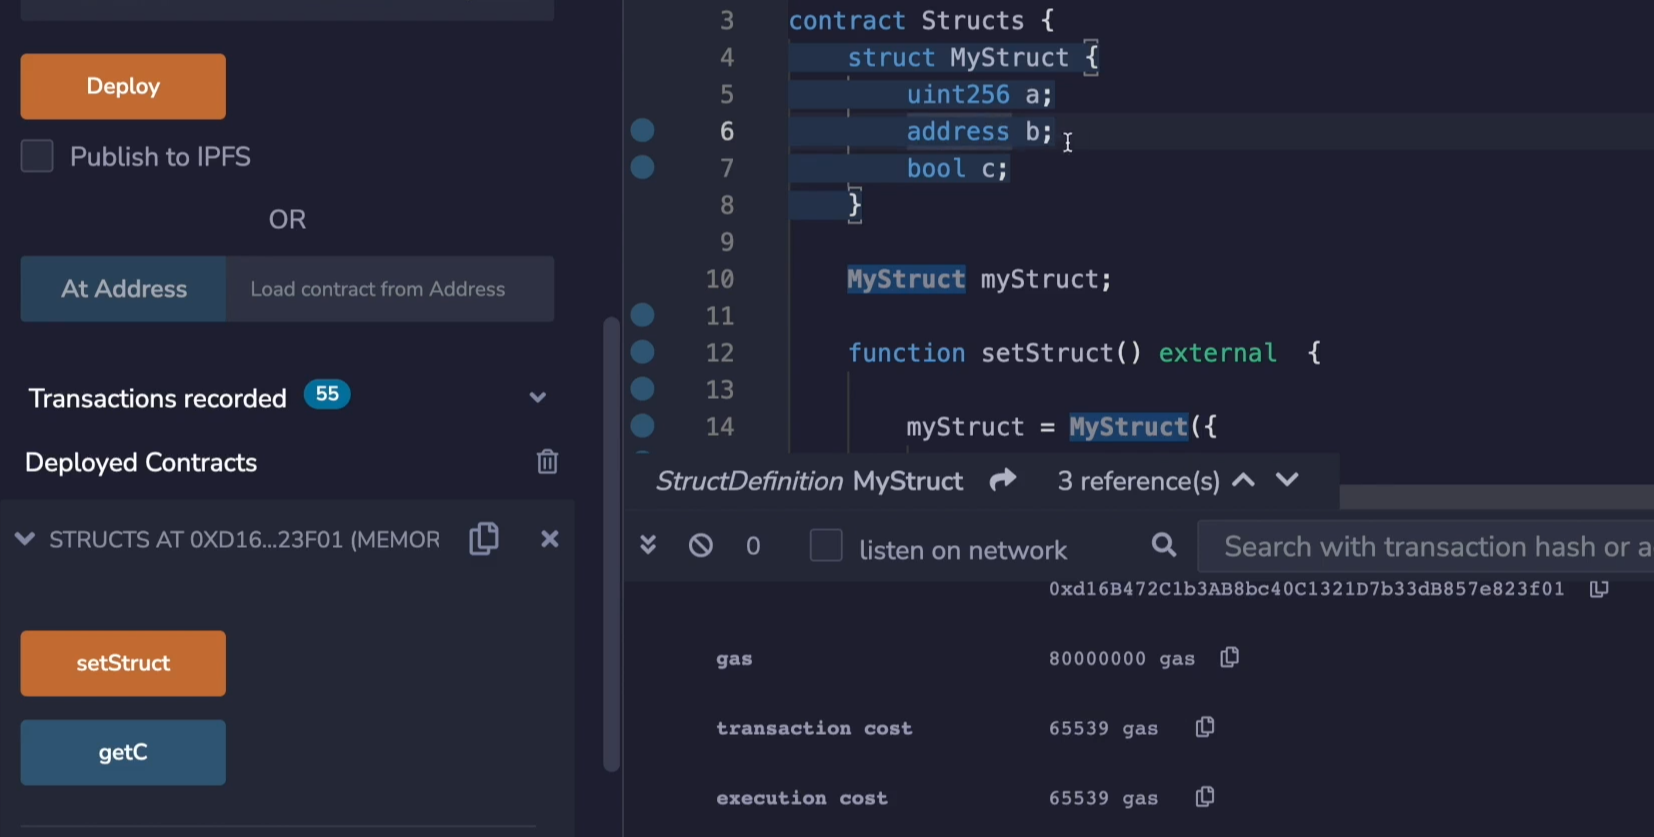 Deploy
Publish to IPFS
OR
At Address Load contract from Address
Transactions recorded 55
Deployed Contracts
STRUCTS AT 0XD16...23F01 (MEMOR
setStruct
getC
3 contract Structs {
4 struct MyStruct {
5 uint256 a;
6 address b;
7 bool c;
8 }
9
10 MyStruct myStruct;
11
12 function setStruct() external {
13
14 myStruct = MyStruct({
StructDefinition MyStruct 3 reference(s)
0 listen on network Search with transaction hash or a
0xd16B472C1b3AB8bc40C1321D7b33dB857e823f01
gas 80000000 gas
transaction cost 65539 gas
execution cost 65539 gas